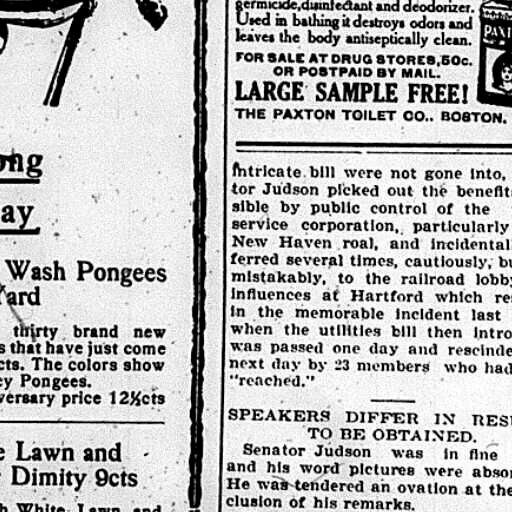 ong
ay
Wash Pongees
Yard
thirty brand new
s that have just come
cts. The colors show
ey Pongees.
versary price 12½cts
e Lawn and
Dimity 9cts
h White Lawn and
germicide, disinfectant and deodorizer.
Used in bathing it destroys odors and
leaves the body antiseptically clean.
FOR SALE AT DRUG STORES, 50c.
OR POSTPAID BY MAIL.
LARGE SAMPLE FREE!
THE PAXTON TOILET CO., BOSTON.
PAXT
intricate bill were not gone into,
tor Judson picked out the benefits
sible by public control of the
service corporation, particularly
New Haven roal, and incidental
ferred several times, cautiously, bu
mistakably, to the railroad lobby
influences at Hartford which res
in the memorable incident last
when the utilities bill then intro
was passed one day and rescinde
next day by 23 members who had
"reached."
SPEAKERS DIFFER IN RESU
TO BE OBTAINED.
Senator Judson was in fine
and his word pictures were absor
He was tendered an ovation at the
clusion of his remarks.